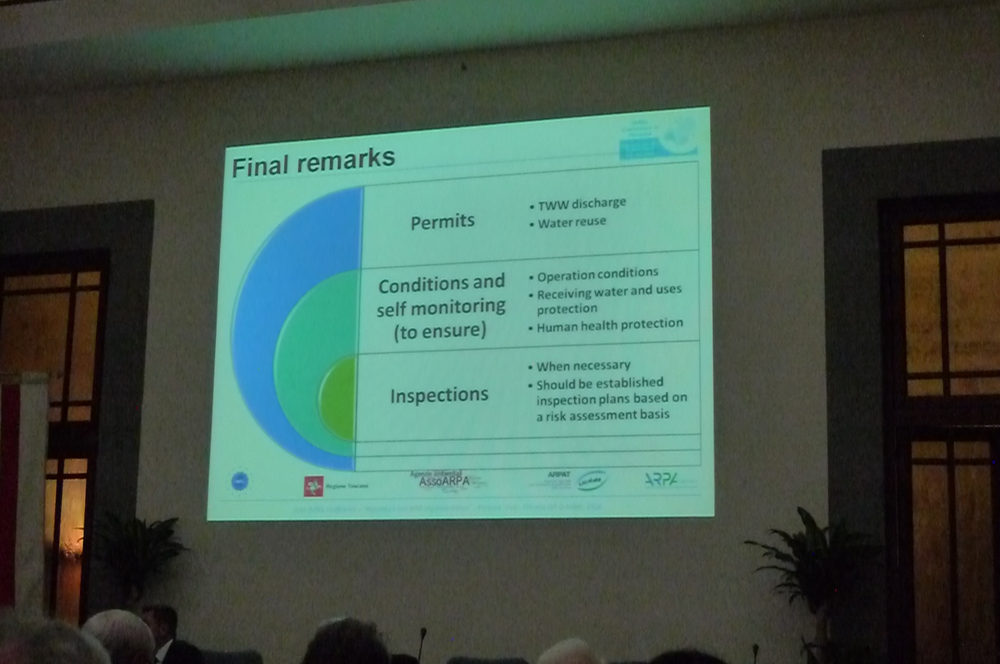 Final remarks
Permits
• TWW discharge
• Water reuse
Conditions and
self monitoring
(to ensure)
• Operation conditions
• Receiving water and uses
protection
• Human health protection
Inspections
• When necessary
• Should be established
inspection plans based on
a risk assessment basis
Regione Toscana
Agenzie ambientali
AssoARPA
ARPAT
ARPA